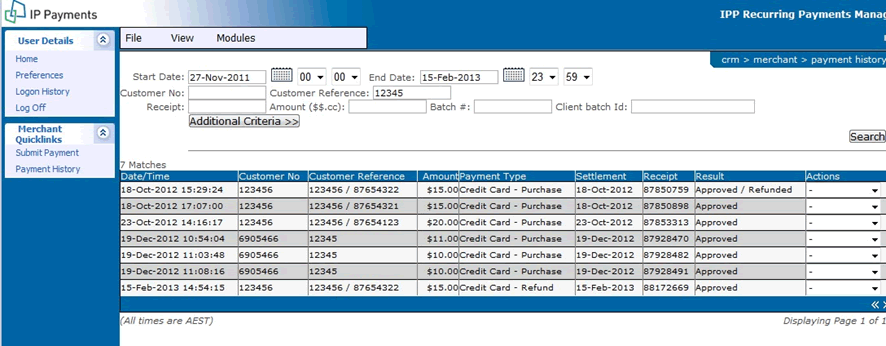 IP Payments
IPP Recurring Payments Manag
User Details
Home
Preferences
Logon History
Log Off
Merchant Quicklinks
Submit Payment
Payment History
File View Modules
crm > merchant > payment history
Start Date: 27-Nov-2011 00 00 End Date: 15-Feb-2013 23 59
Customer No: Customer Reference: 12345
Receipt: Amount ($$.cc): Batch #: Client batch Id:
Additional Criteria >>
Search
7 Matches
Date/Time Customer No Customer Reference Amount Payment Type Settlement Receipt Result Actions
18-Oct-2012 15:29:24 123456 123456 / 87654322 $15.00 Credit Card - Purchase 18-Oct-2012 87850759 Approved / Refunded -
18-Oct-2012 17:07:00 123456 123456 / 87654321 $15.00 Credit Card - Purchase 18-Oct-2012 87850898 Approved -
23-Oct-2012 14:16:17 123456 123456 / 87654123 $20.00 Credit Card - Purchase 23-Oct-2012 87853313 Approved -
19-Dec-2012 10:54:04 6905466 12345 $11.00 Credit Card - Purchase 19-Dec-2012 87928470 Approved -
19-Dec-2012 11:03:48 6905466 12345 $10.00 Credit Card - Purchase 19-Dec-2012 87928482 Approved -
19-Dec-2012 11:08:16 6905466 12345 $10.00 Credit Card - Purchase 19-Dec-2012 87928491 Approved -
15-Feb-2013 14:54:15 123456 123456 / 87654322 $15.00 Credit Card - Refund 15-Feb-2013 88172669 Approved -
(All times are AEST) Displaying Page 1 of 1